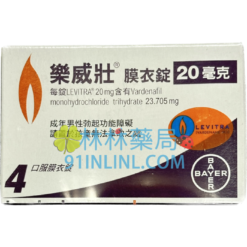 樂威壯® 膜衣錠 20毫克
每錠LEVITRA® 20mg含有Vardenafil
monohydrochloride trihydrate 23.705 mg
成年男性勃起功能障礙
LEVITRA
林林藥局
91INLINL.COM
4 口服膜衣錠
BAYER
BAYER